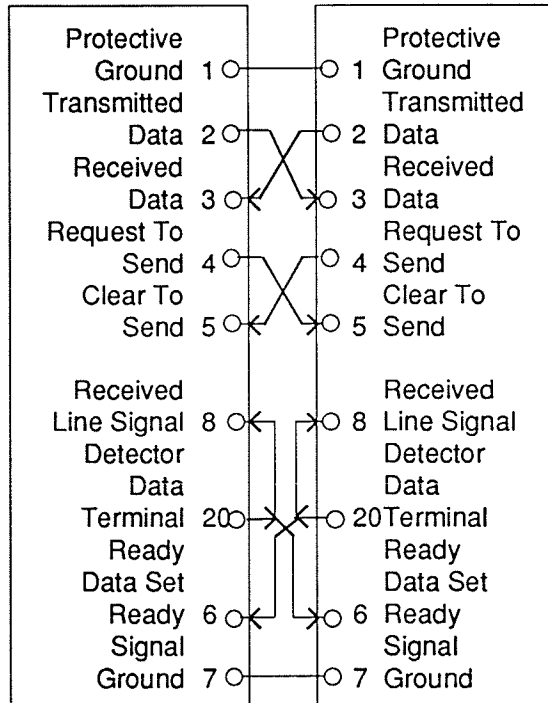 Protective
Ground 1
Transmitted
Data 2
Received
Data 3
Request To
Send 4
Clear To
Send 5
Received
Line Signal 8
Detector
Data
Terminal 20
Ready
Data Set
Ready 6
Signal
Ground 7
Protective
1 Ground
Transmitted
2 Data
Received
3 Data
Request To
4 Send
Clear To
5 Send
Received
8 Line Signal
Detector
Data
20 Terminal
Ready
Data Set
6 Ready
Signal
7 Ground